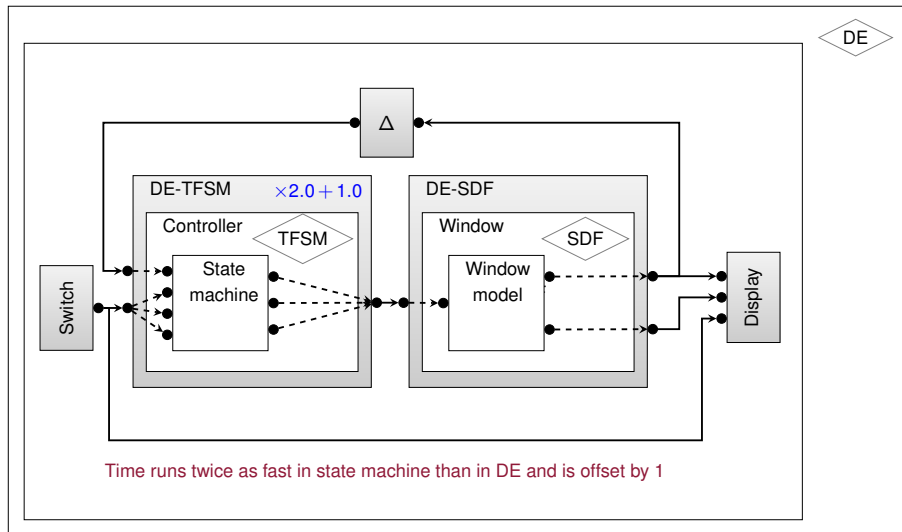 DE
Δ
DE-TFSM ×2.0+1.0
DE-SDF
Controller
TFSM
Window
SDF
State
machine
Window
model
Switch
Display
Time runs twice as fast in state machine than in DE and is offset by 1